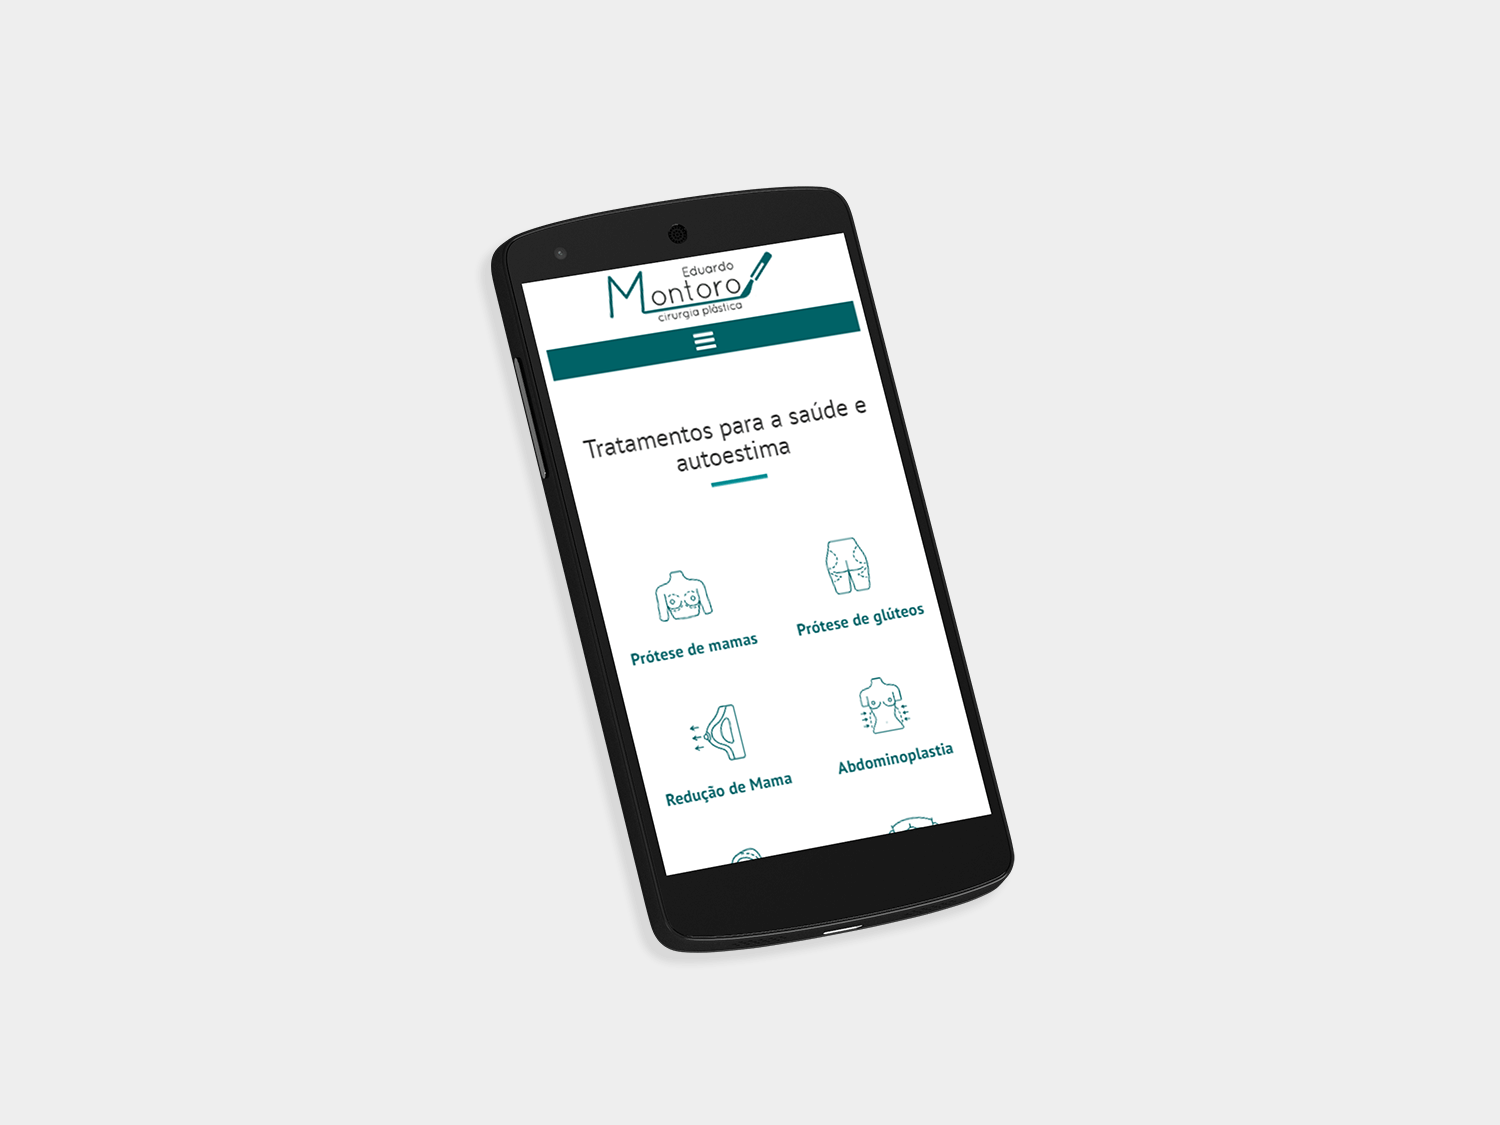 Eduardo
Montoro
cirurgia plástica
Tratamentos para a saúde e
autoestima
Prótese de mamas
Prótese de glúteos
Redução de Mama
Abdominoplastia